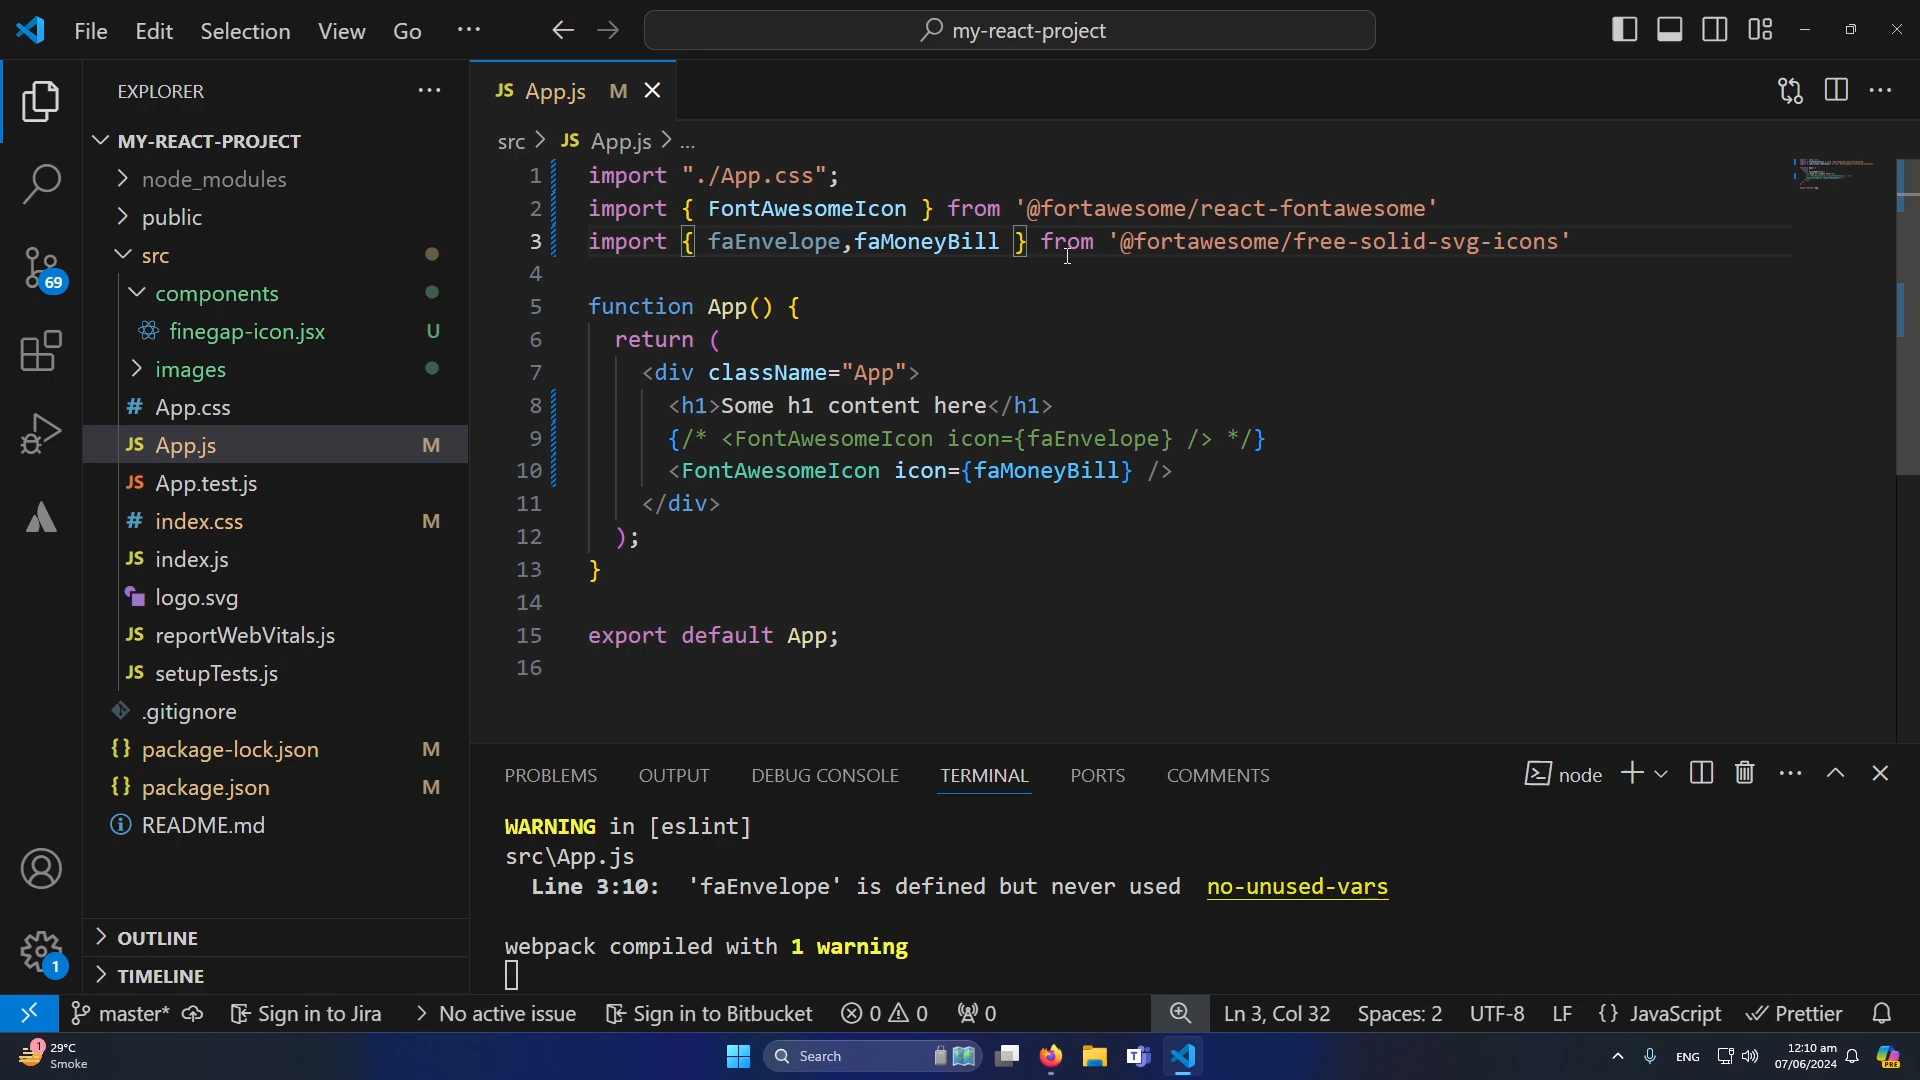 File Edit Selection View Go ···
my-react-project
EXPLORER
MY-REACT-PROJECT
node_modules
public
src
components
finegap-icon.jsx U
images
# App.css
JS App.js M
JS App.test.js
# index.css M
JS index.js
logo.svg
JS reportWebVitals.js
JS setupTests.js
.gitignore
{} package-lock.json M
{} package.json M
README.md
OUTLINE
TIMELINE
69
1
JS App.js M
src > JS App.js > ...
1 import "./App.css";
2 import { FontAwesomeIcon } from '@fortawesome/react-fontawesome'
3 import { faEnvelope,faMoneyBill } from '@fortawesome/free-solid-svg-icons'
4
5 function App() {
6 return (
7 <div className="App">
8 <h1>Some h1 content here</h1>
9 {/* <FontAwesomeIcon icon={faEnvelope} /> */}
10 <FontAwesomeIcon icon={faMoneyBill} />
11 </div>
12 );
13 }
14
15 export default App;
16
PROBLEMS OUTPUT DEBUG CONSOLE TERMINAL PORTS COMMENTS
node
WARNING in [eslint]
src\App.js
Line 3:10: 'faEnvelope' is defined but never used no-unused-vars
webpack compiled with 1 warning
master* Sign in to Jira > No active issue Sign in to Bitbucket 0 0 0 Ln 3, Col 32 Spaces: 2 UTF-8 LF {} JavaScript Prettier
1 29°C
Smoke
Search
ENG
12:10 am
07/06/2024
PRE